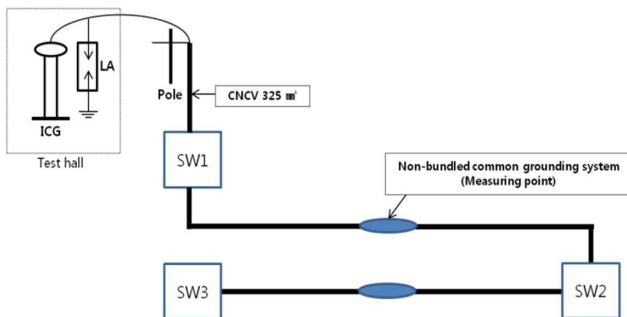 LA
Pole
CNCV 325 ㎟
ICG
Test hall
SW1
Non-bundled common grounding system
(Measuring point)
SW3
SW2